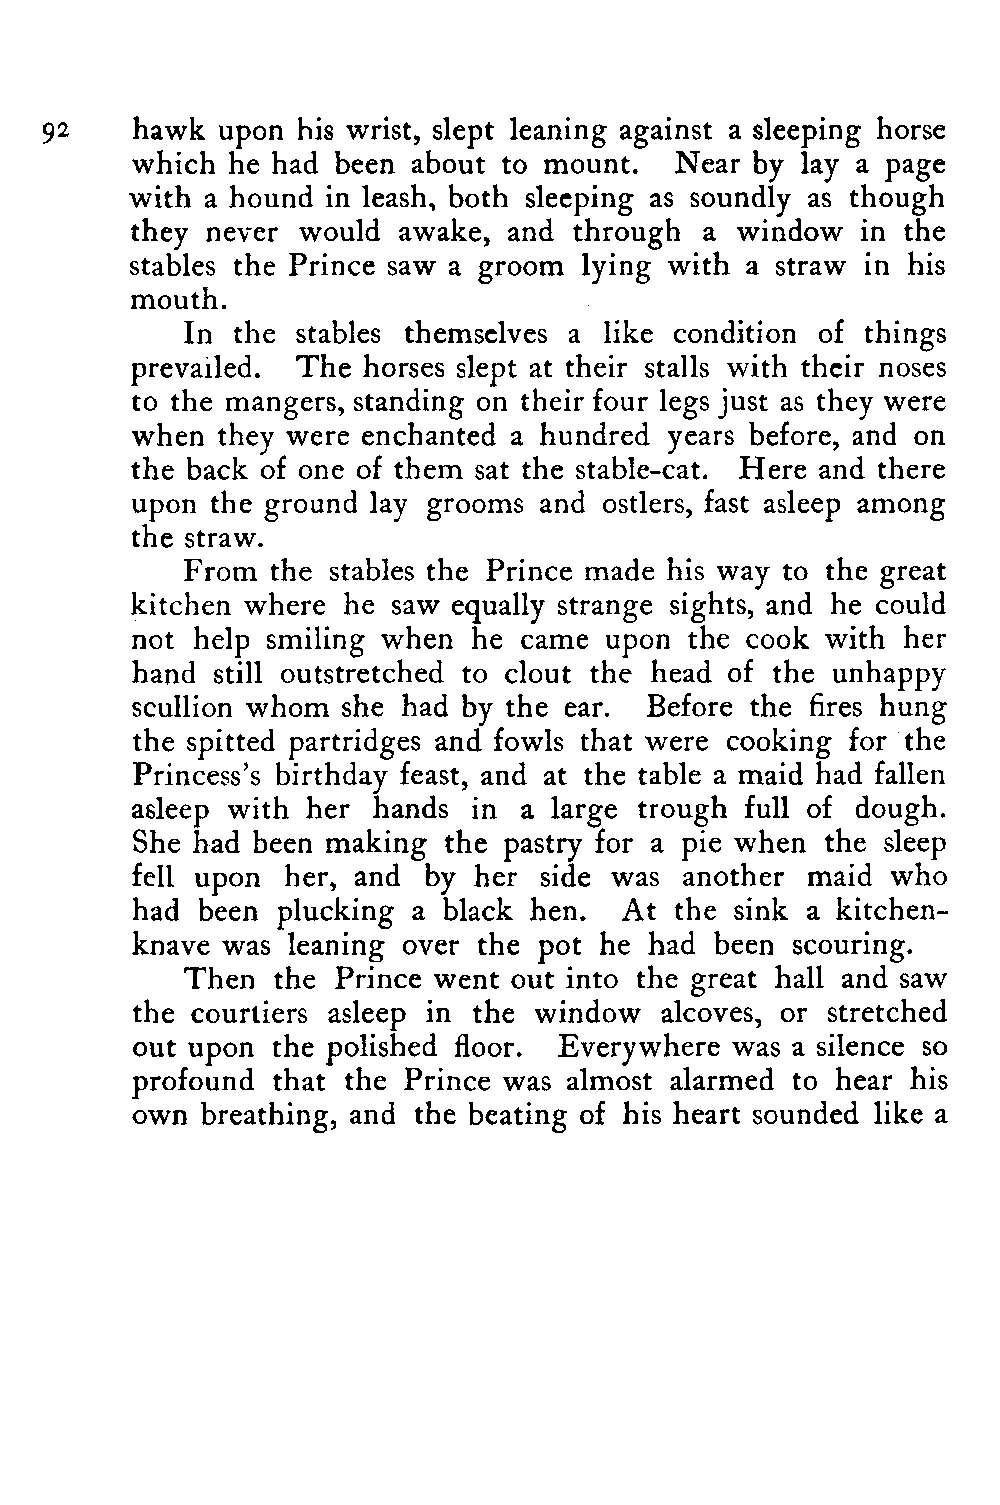 92 hawk upon his wrist, slept leaning against a sleeping horse
which he had been about to mount. Near by lay a page
with a hound in leash, both sleeping as soundly as though
they never would awake, and through a window in the
stables the Prince saw a groom lying with a straw in his
mouth.
In the stables themselves a like condition of things
prevailed. The horses slept at their stalls with their noses
to the mangers, standing on their four legs just as they were
when they were enchanted a hundred years before, and on
the back of one of them sat the stable-cat. Here and there
upon the ground lay grooms and ostlers, fast asleep among
the straw.
From the stables the Prince made his way to the great
kitchen where he saw equally strange sights, and he could
not help smiling when he came upon the cook with her
hand still outstretched to clout the head of the unhappy
scullion whom she had by the ear. Before the fires hung
the spitted partridges and fowls that were cooking for the
Princess's birthday feast, and at the table a maid had fallen
asleep with her hands in a large trough full of dough.
She had been making the pastry for a pie when the sleep
fell upon her, and by her side was another maid who
had been plucking a black hen. At the sink a kitchen-
knave was leaning over the pot he had been scouring.
Then the Prince went out into the great hall and saw
the courtiers asleep in the window alcoves, or stretched
out upon the polished floor. Everywhere was a silence so
profound that the Prince was almost alarmed to hear his
own breathing, and the beating of his heart sounded like a